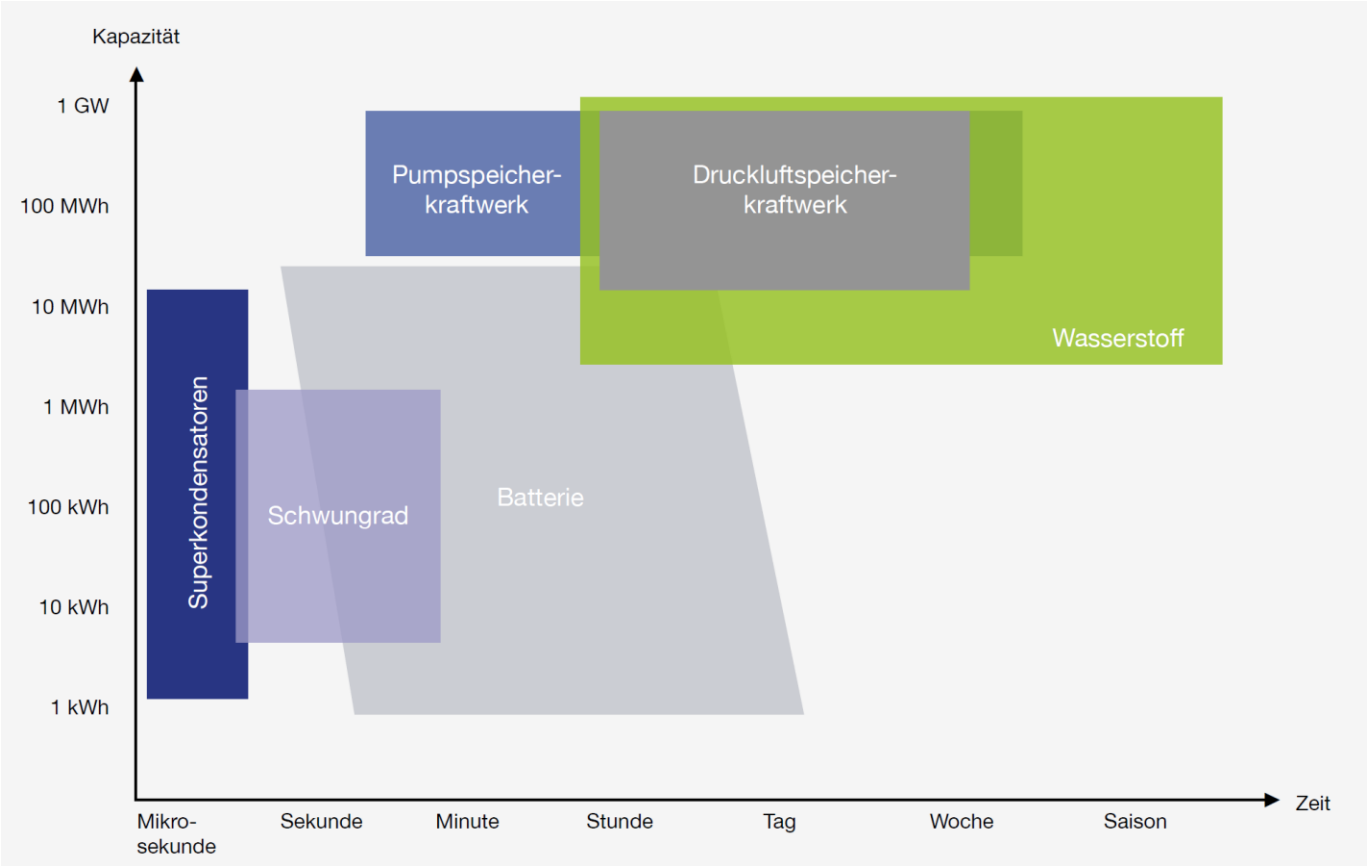 Kapazität
1 GW
100 MWh
10 MWh
1 MWh
100 kWh
10 kWh
1 kWh
Pumpspeicher-
kraftwerk
Druckluftspeicher-
kraftwerk
Wasserstoff
Superkondensatoren
Schwungrad
Batterie
Zeit
Mikro-
sekunde
Sekunde
Minute
Stunde
Tag
Woche
Saison